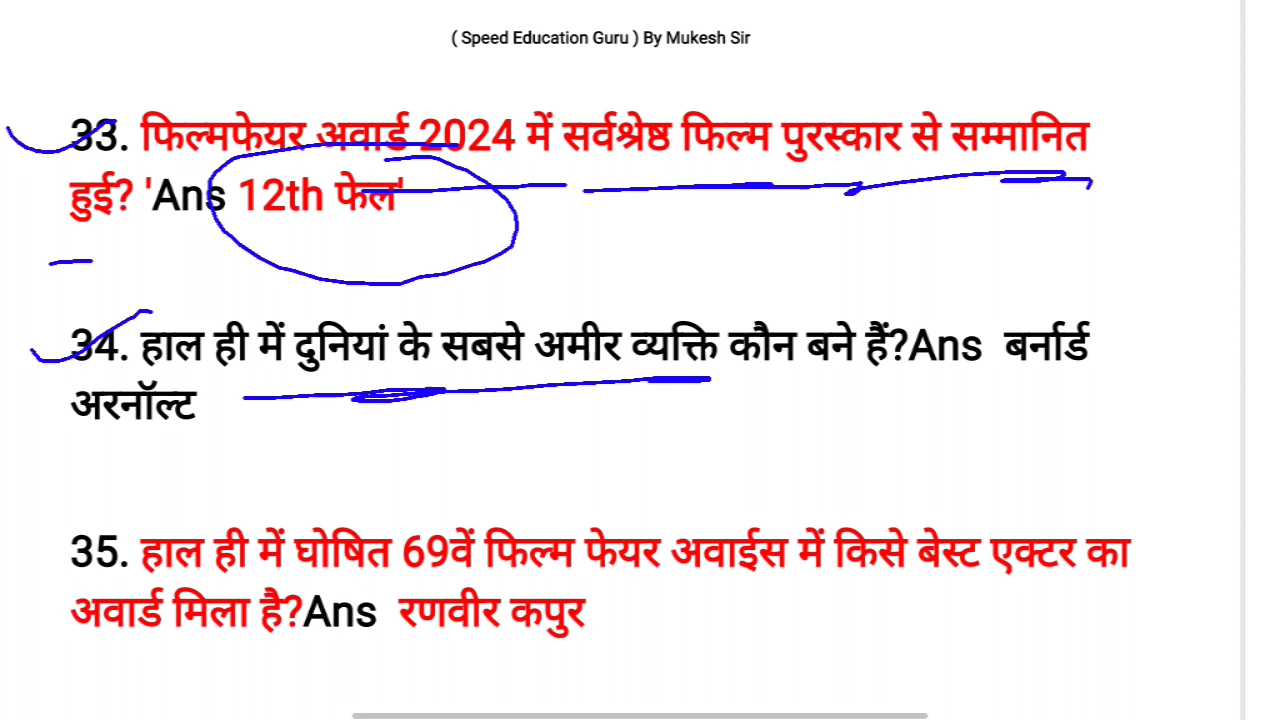 ( Speed Education Guru ) By Mukesh Sir
33. फिल्मफेयर अवार्ड 2024 में सर्वश्रेष्ठ फिल्म पुरस्कार से सम्मानित
हुई? 'Ans 12th फेल'
34. हाल ही में दुनियां के सबसे अमीर व्यक्ति कौन बने हैं?Ans बर्नार्ड
अरनॉल्ट
35. हाल ही में घोषित 69वें फिल्म फेयर अवाईस में किसे बेस्ट एक्टर का
अवार्ड मिला है?Ans रणवीर कपुर